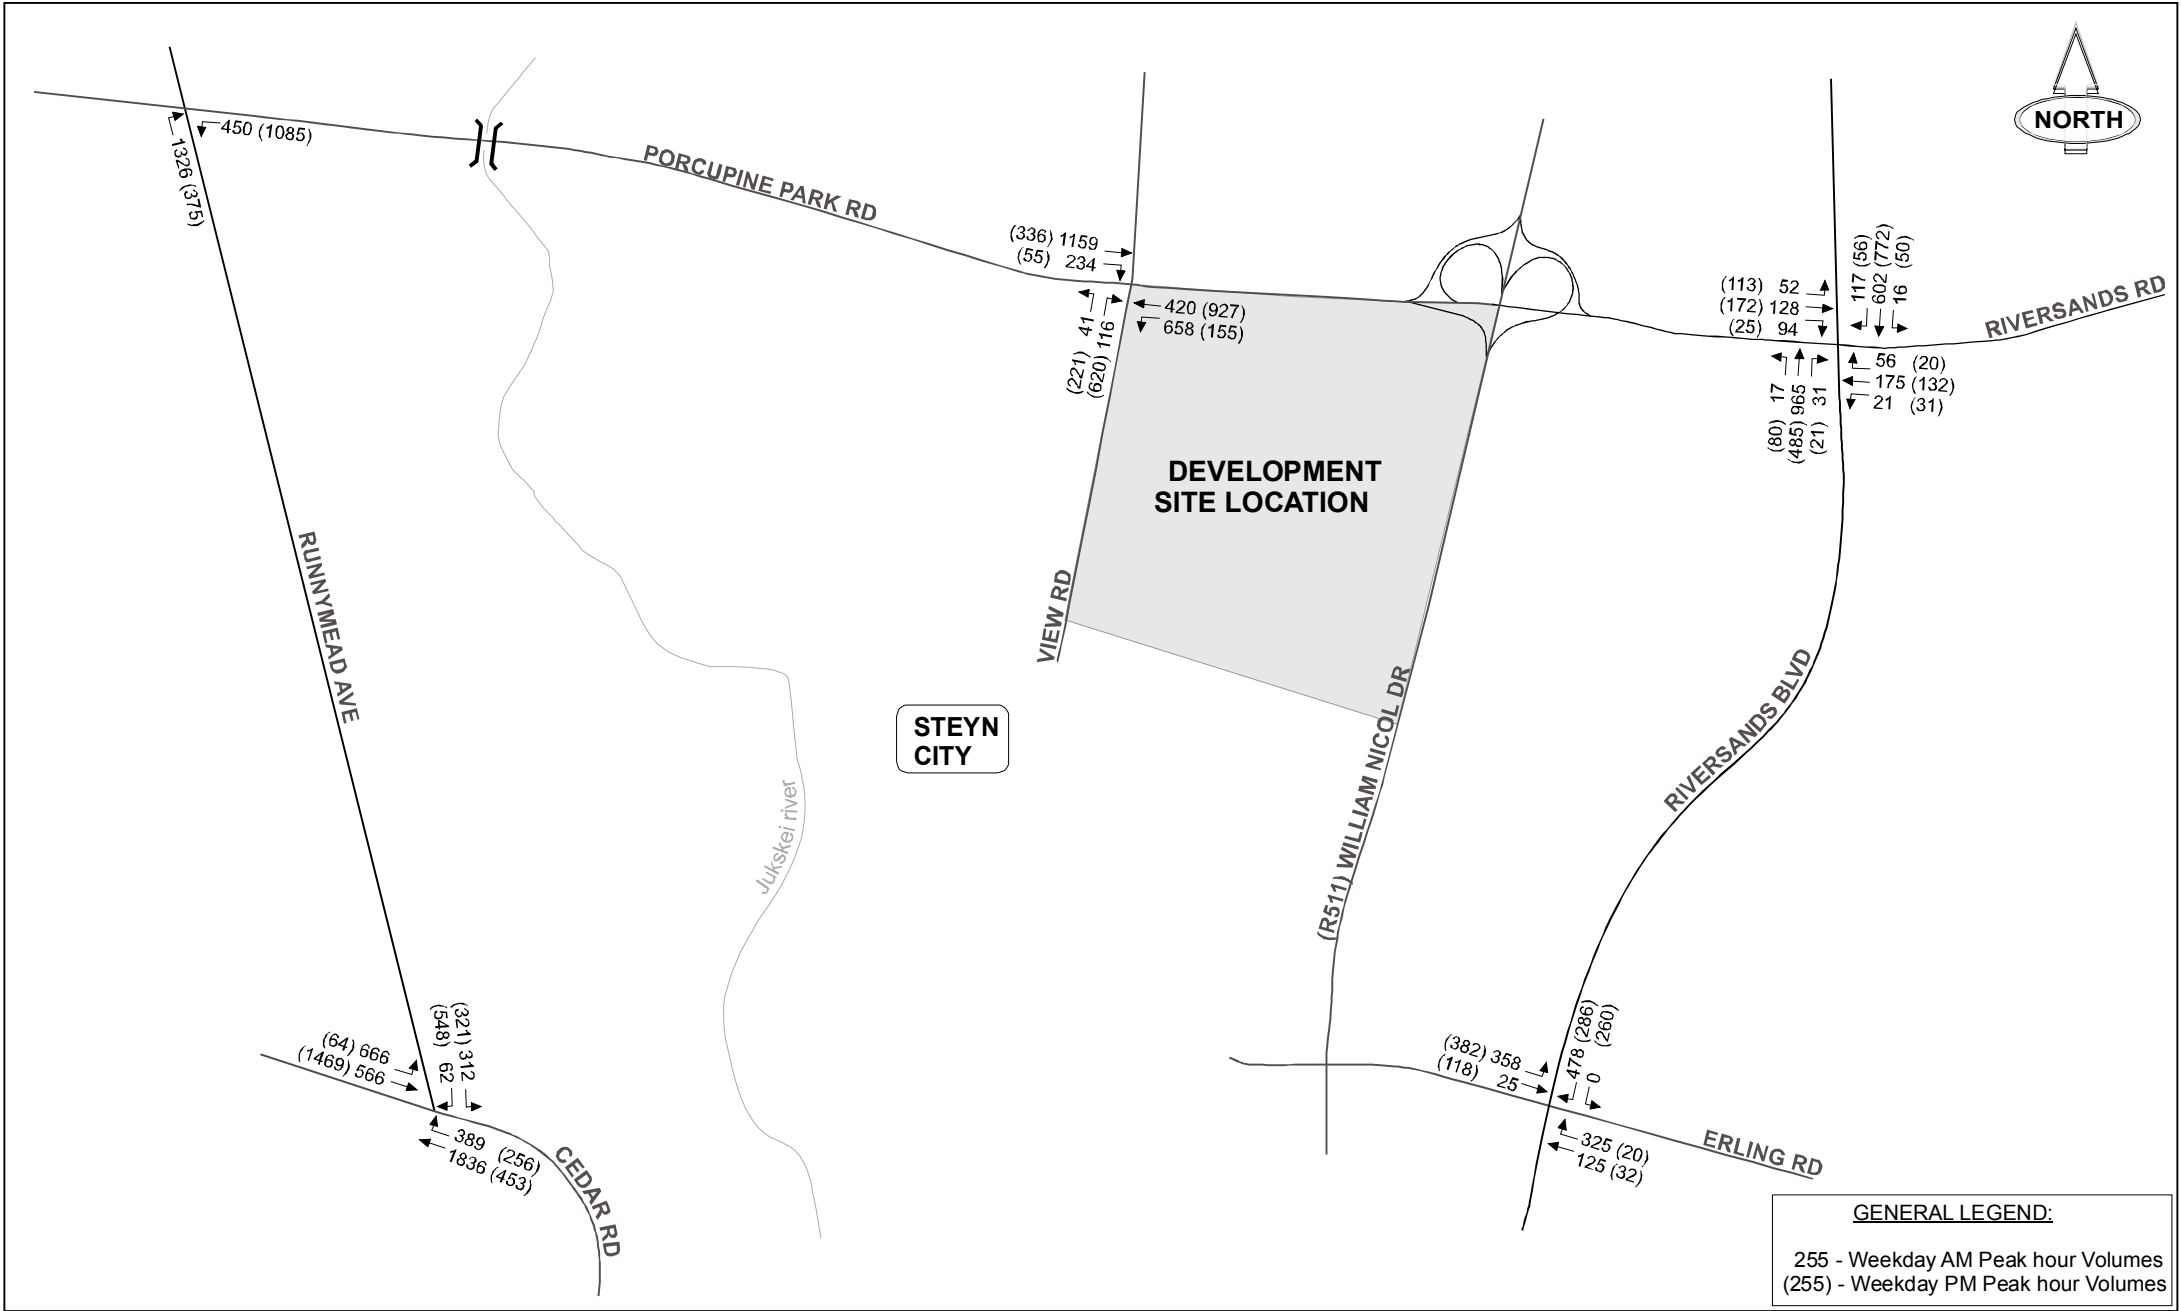 NORTH
450 (1085)
1326 (375)
PORCUPINE PARK RD
(336) 1159
(55) 234
420 (927)
658 (155)
(221) 41
(620) 116
(113) 52
(172) 128
(25) 94
117 (56)
602 (772)
16 (50)
RIVERSANDS RD
56 (20)
175 (132)
21 (31)
(80) 17
(485) 965
(21) 31
DEVELOPMENT
SITE LOCATION
RUNNYMEAD AVE
VIEW RD
STEYN
CITY
(R511) WILLIAM NICOL DR
RIVERSANDS BLVD
Jukskei river
(64) 666
(1469) 566
(548) 62
(321) 312
389 (256)
1836 (453)
CEDAR RD
(382) 358
(118) 25
478 (286)
0 (260)
325 (20)
125 (32)
ERLING RD
GENERAL LEGEND:
255 - Weekday AM Peak hour Volumes
(255) - Weekday PM Peak hour Volumes